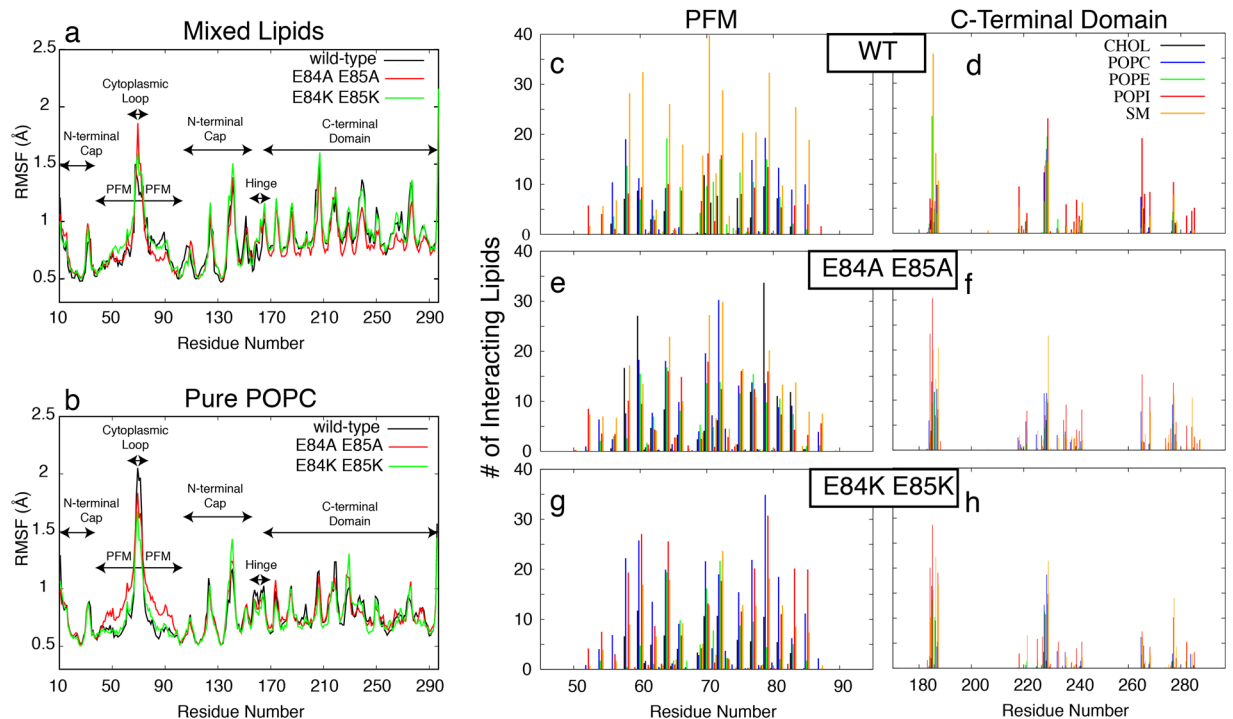 a
Mixed Lipids
2.5
2
1.5
1
0.5
RMSF (Å)
wild-type
E84A E85A
E84K E85K
Cytoplasmic
Loop
N-terminal
Cap
N-terminal
Cap
C-terminal
Domain
PFM
PFM
Hinge
10 50 90 130 170 210 250 290
Residue Number
b
Pure POPC
2.5
2
1.5
1
0.5
RMSF (Å)
wild-type
E84A E85A
E84K E85K
Cytoplasmic
Loop
N-terminal
Cap
N-terminal
Cap
C-terminal
Domain
PFM
PFM
Hinge
10 50 90 130 170 210 250 290
Residue Number
PFM
C-Terminal Domain
# of Interacting Lipids
WT
c
40
30
20
10
0
d
CHOL
POPC
POPE
POPI
SM
E84A E85A
e
40
30
20
10
0
f
E84K E85K
g
40
30
20
10
0
h
50 60 70 80 90
Residue Number
180 200 220 240 260 280
Residue Number